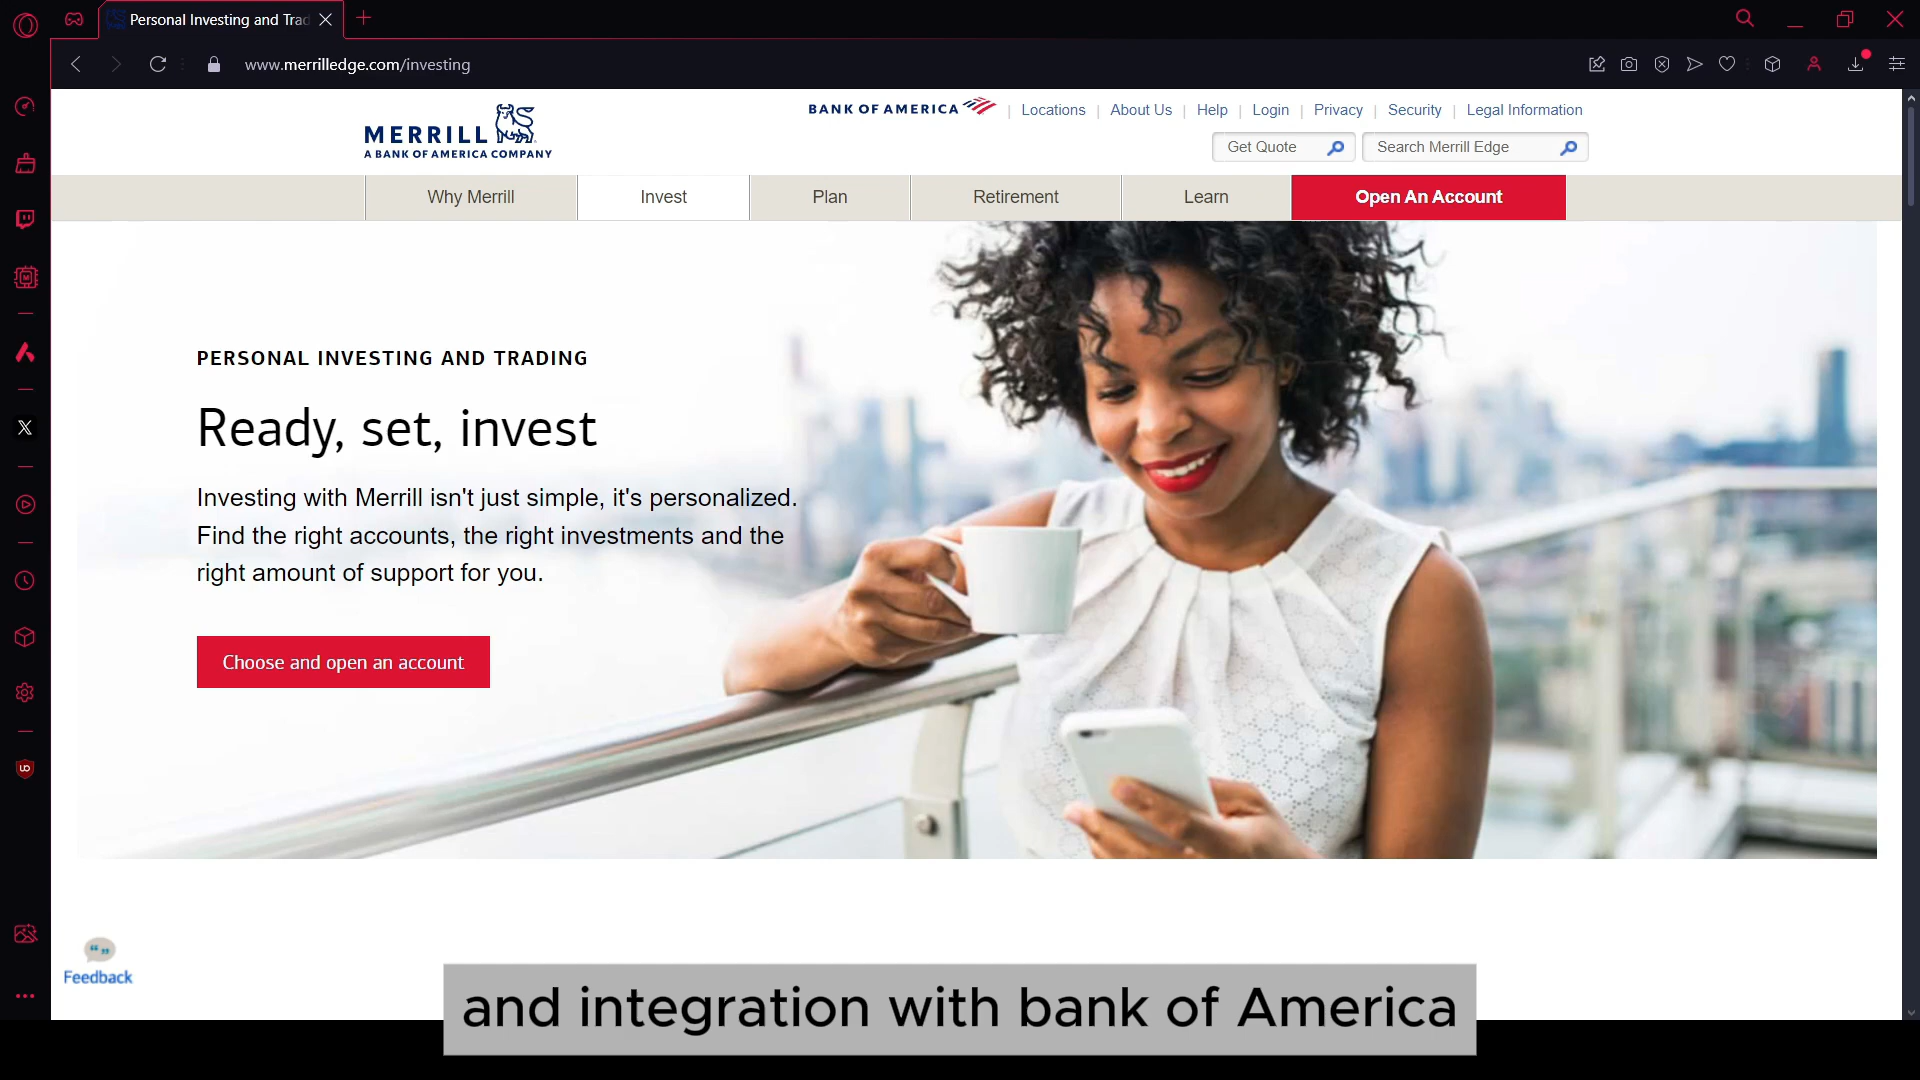 Personal Investing and Trad
www.merrilledge.com/investing
MERRILL
A BANK OF AMERICA COMPANY
BANK OF AMERICA
Locations
About Us
Help
Login
Privacy
Security
Legal Information
Get Quote
Search Merrill Edge
Why Merrill
Invest
Plan
Retirement
Learn
Open An Account
PERSONAL INVESTING AND TRADING
Ready, set, invest
Investing with Merrill isn't just simple, it's personalized.
Find the right accounts, the right investments and the
right amount of support for you.
Choose and open an account
Feedback
and integration with bank of America